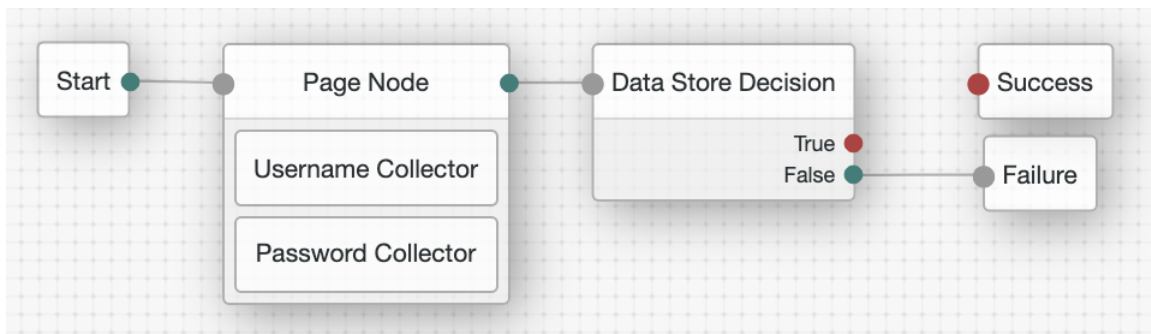 Start
Page Node
Username Collector
Password Collector
Data Store Decision
True
False
Success
Failure